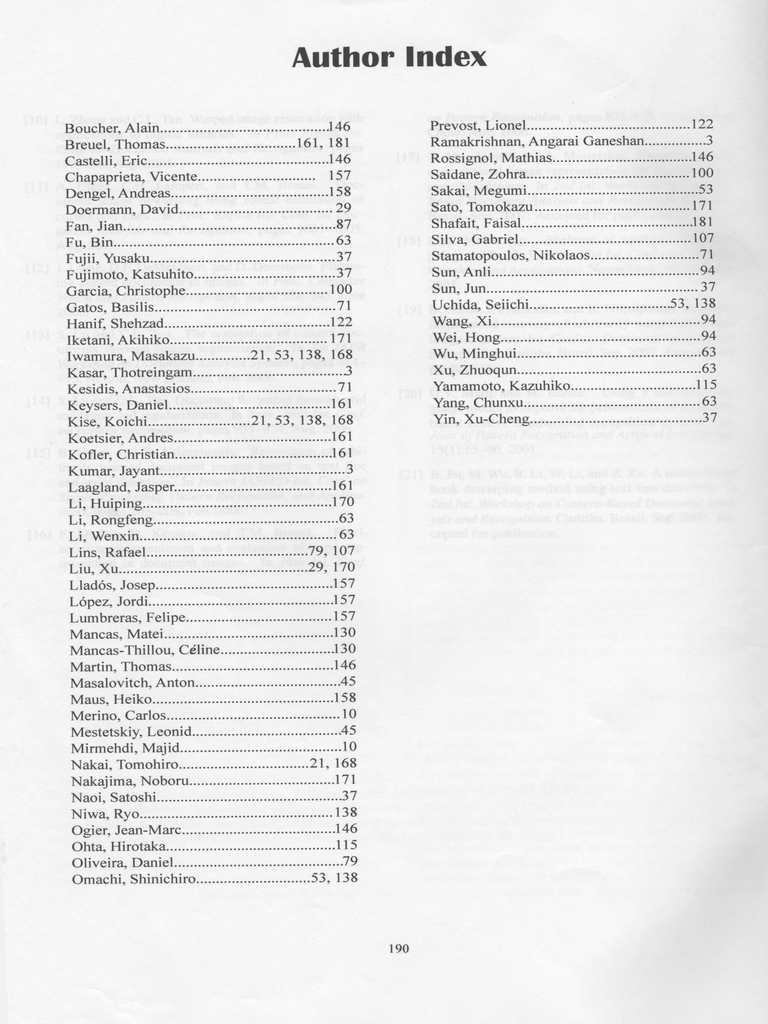 Author Index
Boucher, Alain.................................................146
Breuel, Thomas......................................161, 181
Castelli, Eric.....................................................146
Chapaprieta, Vicente................................... 157
Dengel, Andreas..............................................158
Doermann, David............................................. 29
Fan, Jian..............................................................87
Fu, Bin.................................................................63
Fujii, Yusaku......................................................37
Fujimoto, Katsuhito.........................................37
Garcia, Christophe.........................................100
Gatos, Basilis.....................................................71
Hanif, Shehzad................................................122
Iketani, Akihiko..............................................171
Iwamura, Masakazu................21, 53, 138, 168
Kasar, Thotreingam............................................3
Kesidis, Anastasios...........................................71
Keysers, Daniel...............................................161
Kise, Koichi..............................21, 53, 138, 168
Koetsier, Andres..............................................161
Kofler, Christian..............................................161
Kumar, Jayant......................................................3
Laagland, Jasper..............................................161
Li, Huiping.......................................................170
Li, Rongfeng......................................................63
Li, Wenxin..........................................................63
Lins, Rafael...............................................79, 107
Liu, Xu.......................................................29, 170
Lladós, Josep....................................................157
López, Jordi......................................................157
Lumbreras, Felipe...........................................157
Mancas, Matei..................................................130
Mancas-Thillou, Céline.................................130
Martin, Thomas...............................................146
Masalovitch, Anton..........................................45
Maus, Heiko.....................................................158
Merino, Carlos...................................................10
Mestetskiy, Leonid............................................45
Mirmehdi, Majid...............................................10
Nakai, Tomohiro......................................21, 168
Nakajima, Noboru..........................................171
Naoi, Satoshi......................................................37
Niwa, Ryo.........................................................138
Ogier, Jean-Marc.............................................146
Ohta, Hirotaka.................................................115
Oliveira, Daniel.................................................79
Omachi, Shinichiro.................................53, 138
Prevost, Lionel................................................122
Ramakrishnan, Angarai Ganeshan..................3
Rossignol, Mathias.........................................146
Saidane, Zohra.................................................100
Sakai, Megumi...................................................53
Sato, Tomokazu...............................................171
Shafait, Faisal...................................................181
Silva, Gabriel...................................................107
Stamatopoulos, Nikolaos................................71
Sun, Anli.............................................................94
Sun, Jun..............................................................37
Uchida, Seiichi.........................................53, 138
Wang, Xi.............................................................94
Wei, Hong..........................................................94
Wu, Minghui.....................................................63
Xu, Zhuoqun.....................................................63
Yamamoto, Kazuhiko....................................115
Yang, Chunxu....................................................63
Yin, Xu-Cheng..................................................37
190